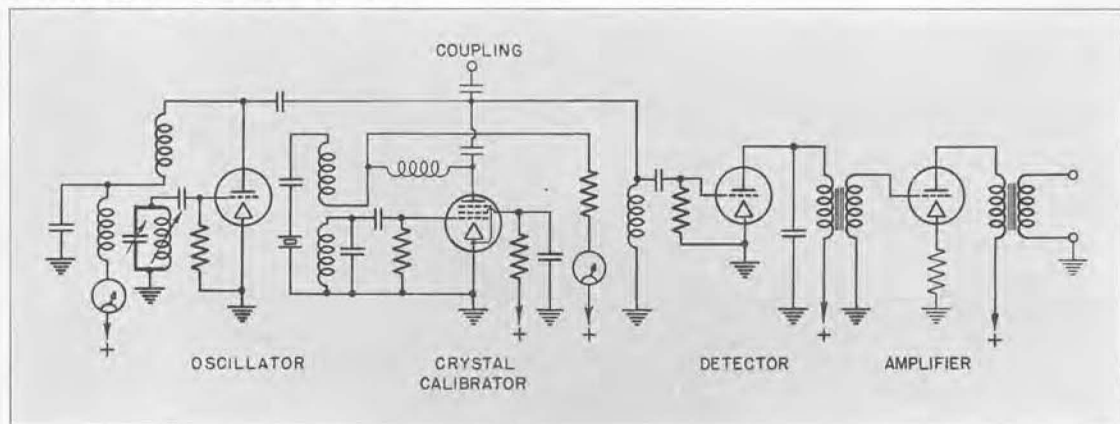 COUPLING
+
+
+
+
+
OSCILLATOR
CRYSTAL
CALIBRATOR
DETECTOR
AMPLIFIER